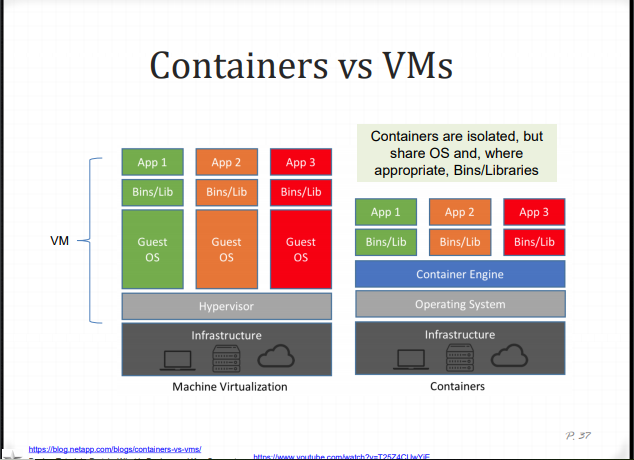 Containers vs VMs
Containers are isolated, but
share OS and, where
appropriate, Bins/Libraries
VM
App 1
App 2
App 3
Bins/Lib
Bins/Lib
Bins/Lib
Guest
OS
Guest
OS
Guest
OS
Hypervisor
Infrastructure
Machine Virtualization
App 1
App 2
App 3
Bins/Lib
Bins/Lib
Bins/Lib
Container Engine
Operating System
Infrastructure
Containers
P. 37
https://blog.netapp.com/blogs/containers-vs-vms/